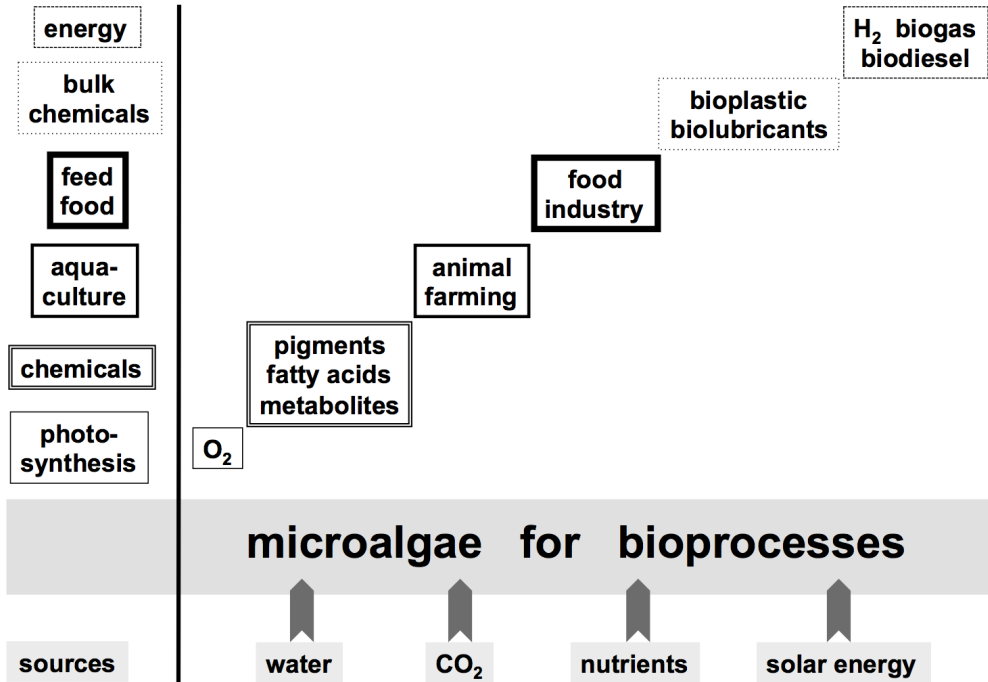 energy
H₂ biogas
biodiesel
bulk
chemicals
bioplastic
biolubricants
feed
food
food
industry
aqua-
culture
animal
farming
chemicals
pigments
fatty acids
metabolites
photo-
synthesis
O₂
microalgae for bioprocesses
sources
water
CO₂
nutrients
solar energy